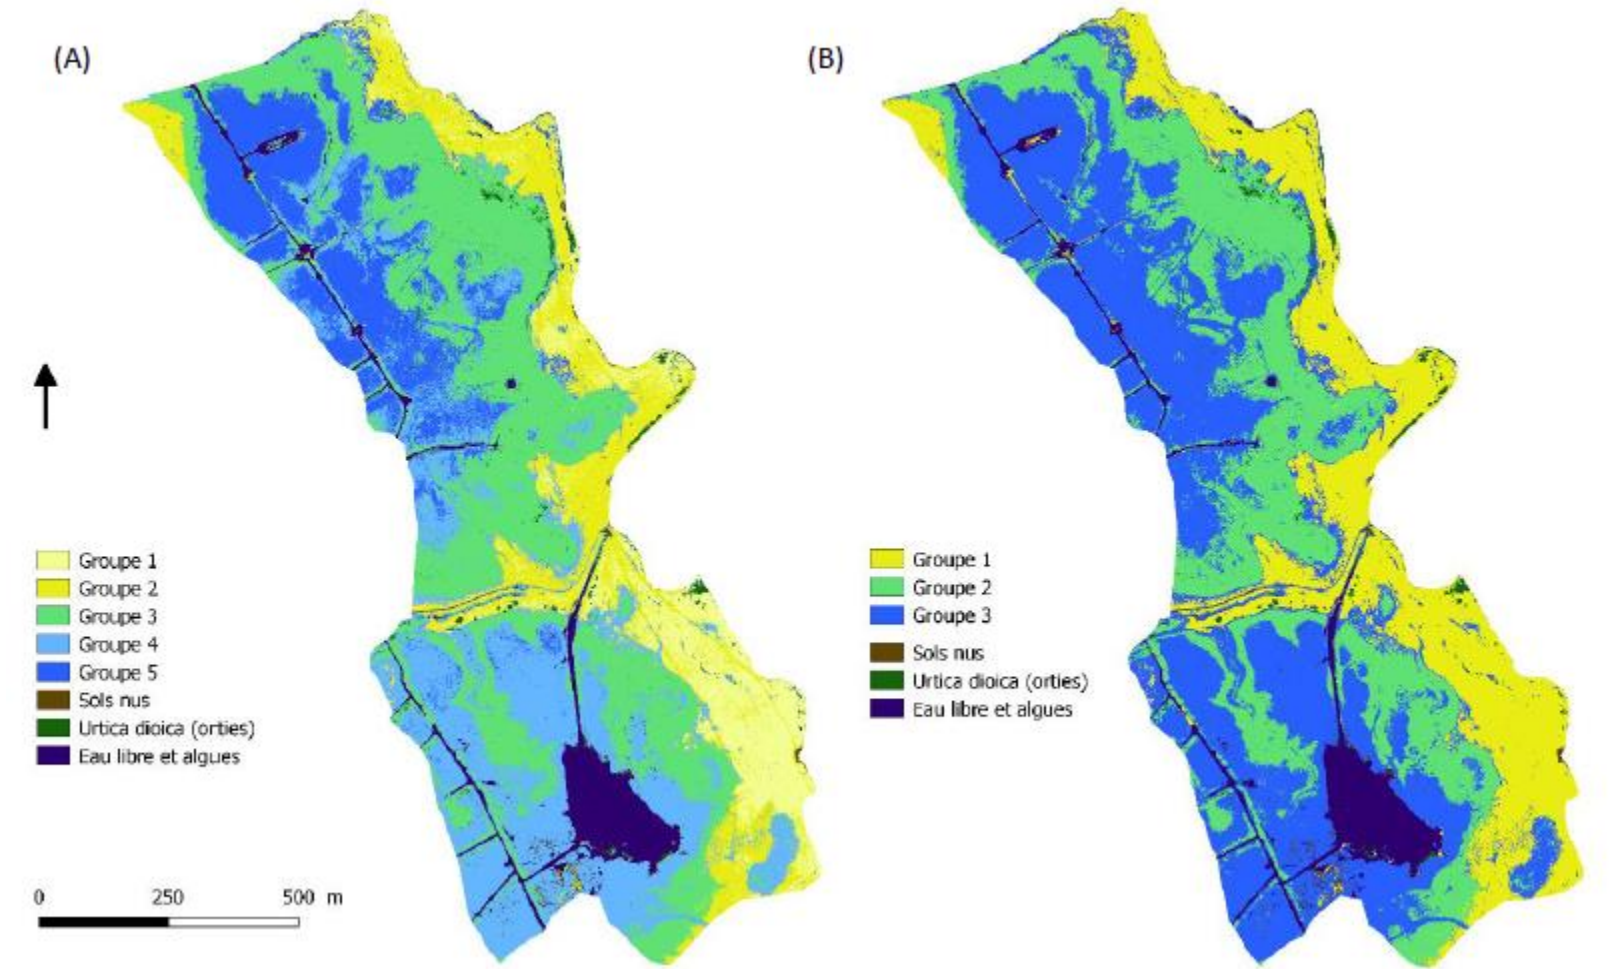 (A)
(B)
Groupe 1
Groupe 2
Groupe 3
Groupe 4
Groupe 5
Sols nus
Urtica dioica (orties)
Eau libre et algues
0 250 500 m
Groupe 1
Groupe 2
Groupe 3
Sols nus
Urtica dioica (orties)
Eau libre et algues